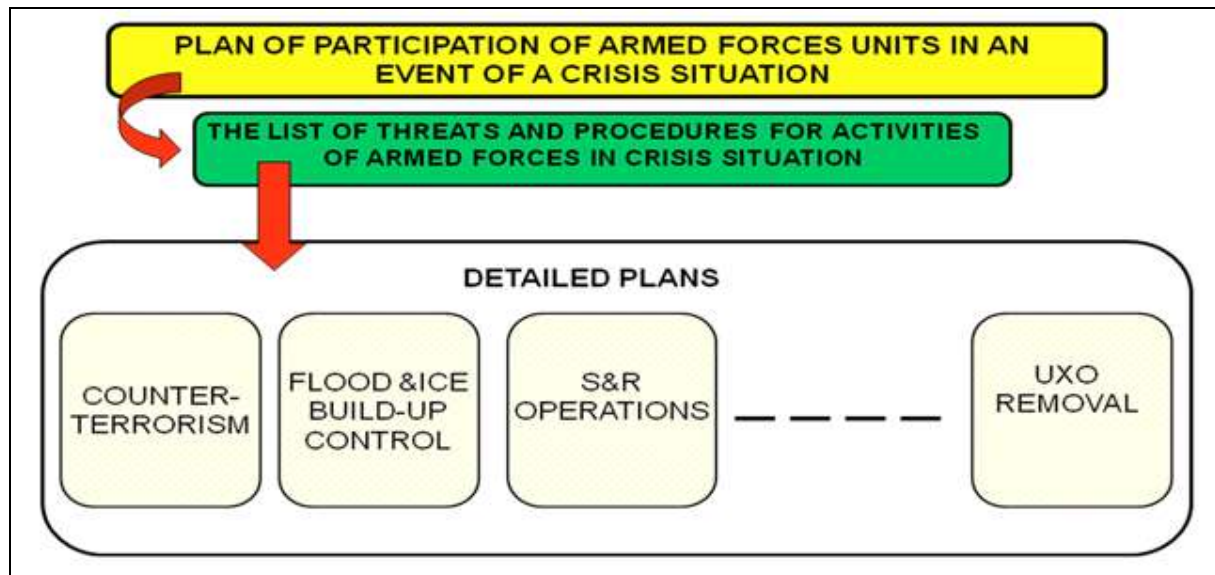 PLAN OF PARTICIPATION OF ARMED FORCES UNITS IN AN
EVENT OF A CRISIS SITUATION
THE LIST OF THREATS AND PROCEDURES FOR ACTIVITIES
OF ARMED FORCES IN CRISIS SITUATION
DETAILED PLANS
COUNTER-
TERRORISM
FLOOD &ICE
BUILD-UP
CONTROL
S&R
OPERATIONS
UXO
REMOVAL